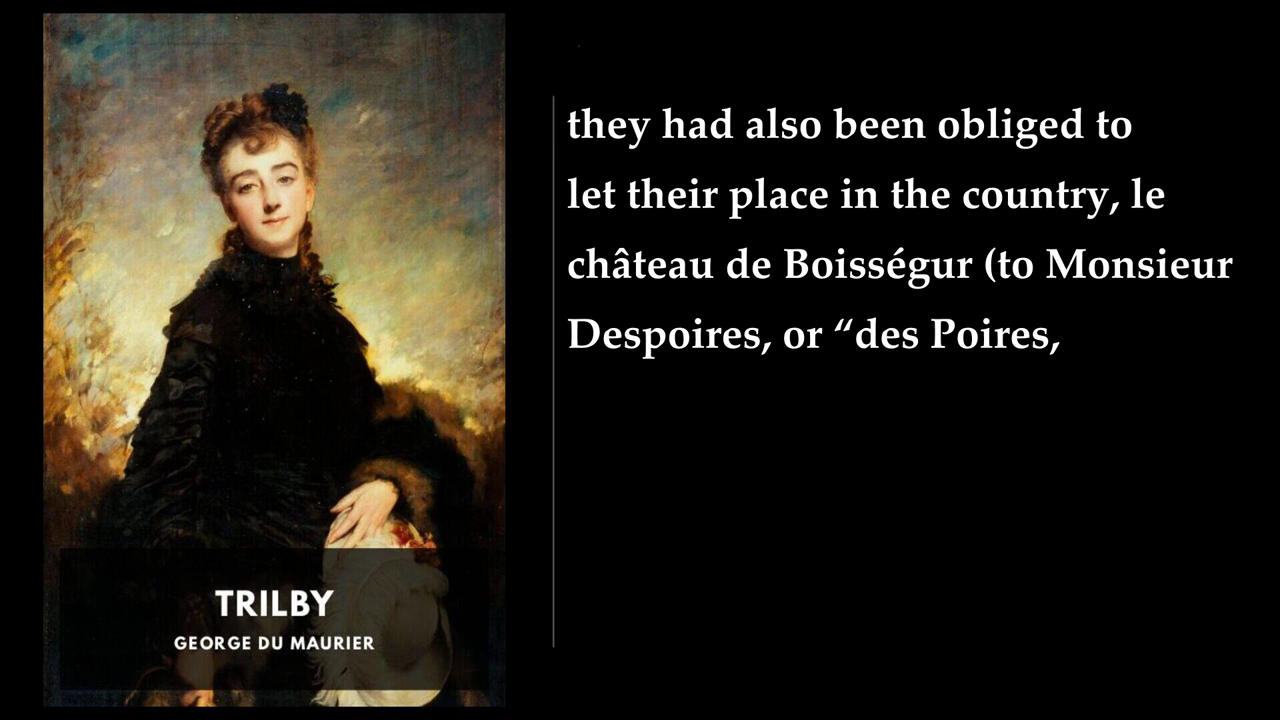 TRILBY
GEORGE DU MAURIER
they had also been obliged to
let their place in the country, le
château de Boisségur (to Monsieur
Despoires, or “des Poires,